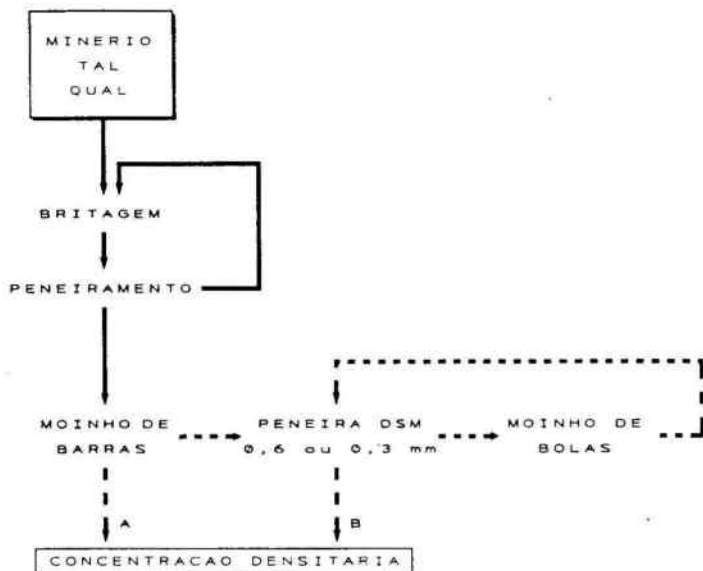 MINERIO
TAL
QUAL
BRITAGEM
PENEIRAMENTO
MOINHO DE
BARRAS
PENEIRA DSM
0,6 ou 0,3 mm
MOINHO DE
BOLAS
A
B
CONCENTRACAO DENSITARIA